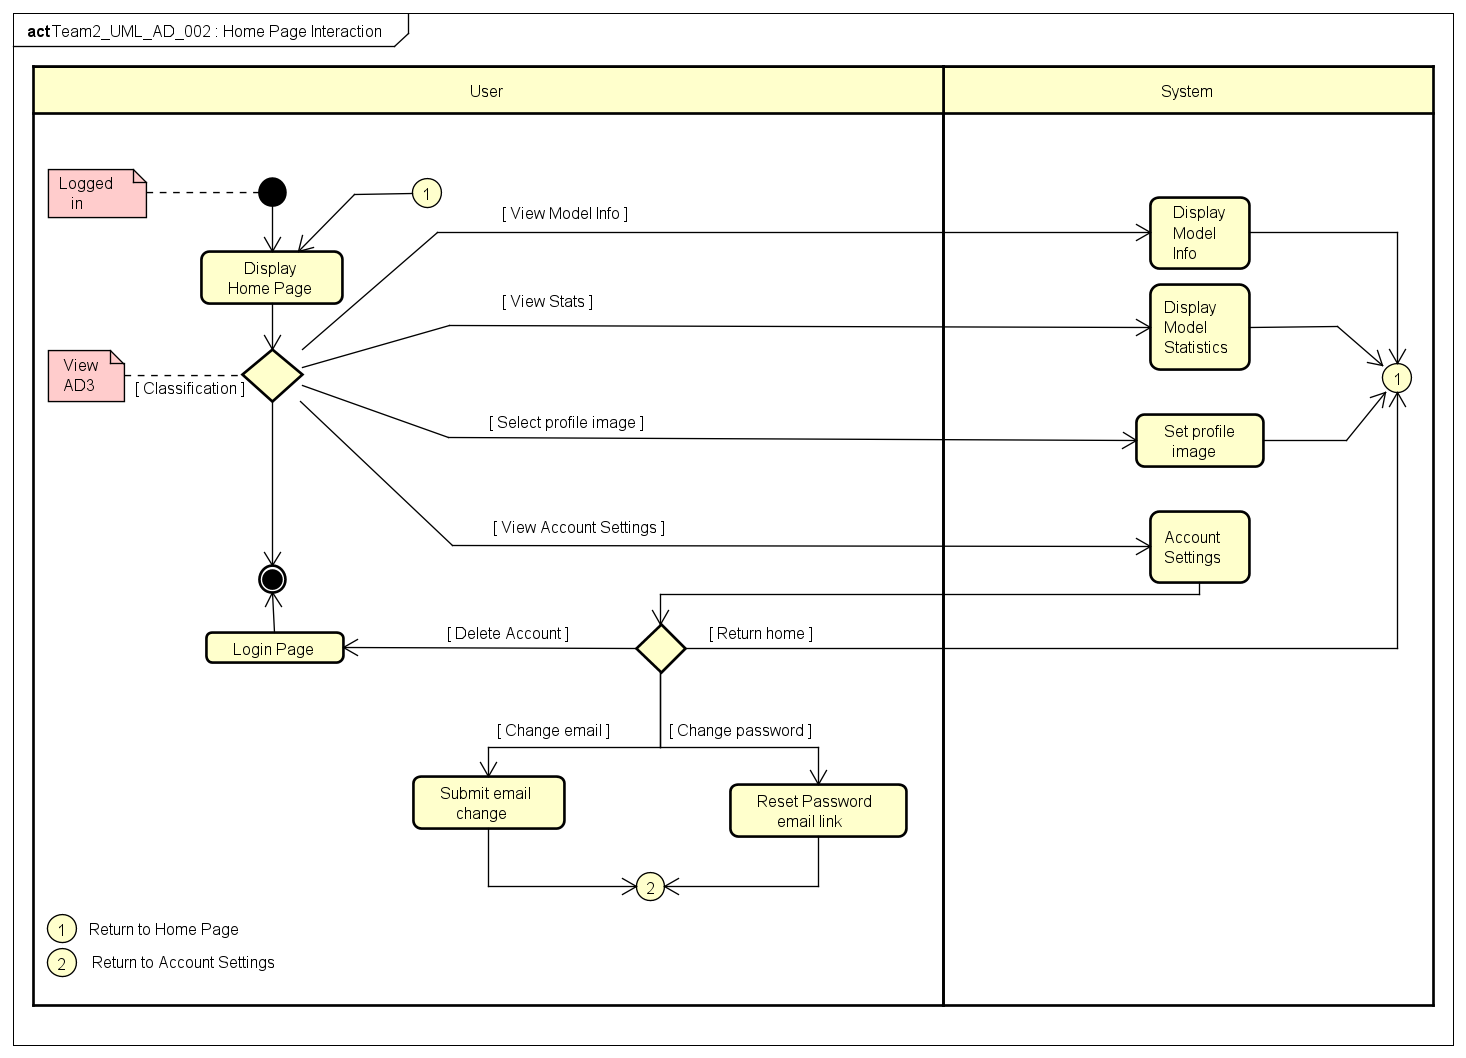 act Team2_UML_AD_002 : Home Page Interaction
User
System
Logged
in
1
[ View Model Info ]
Display
Model
Info
Display
Home Page
[ View Stats ]
Display
Model
Statistics
View
AD3
[ Classification ]
1
[ Select profile image ]
Set profile
image
[ View Account Settings ]
Account
Settings
[ Delete Account ]
[ Return home ]
Login Page
[ Change email ]
[ Change password ]
Submit email
change
Reset Password
email link
2
1 Return to Home Page
2 Return to Account Settings